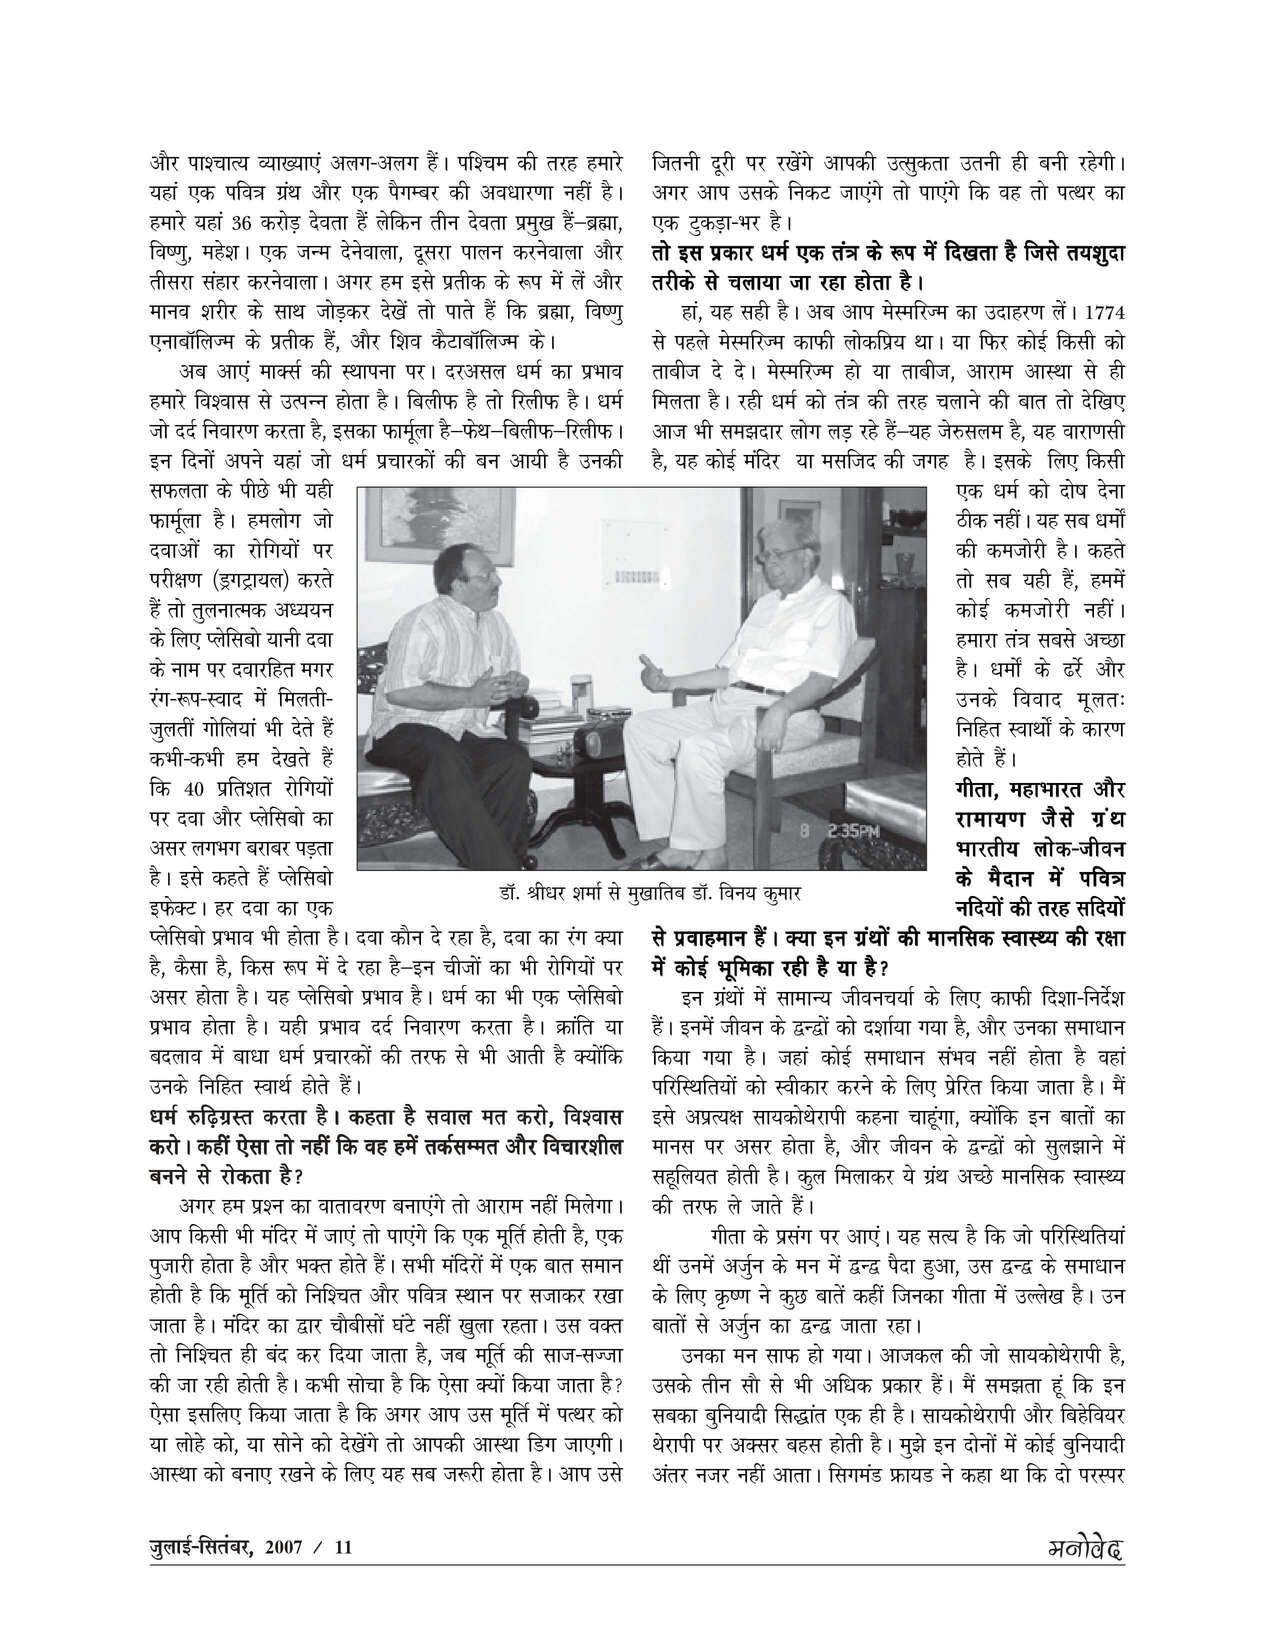 और पाश्चात्य व्याख्याएं अलग-अलग हैं। पश्चिम की तरह हमारे
यहां एक पवित्र ग्रंथ और एक पैगम्बर की अवधारणा नहीं है।
हमारे यहां 36 करोड़ देवता हैं लेकिन तीन देवता प्रमुख हैं–ब्रह्मा,
विष्णु, महेश। एक जन्म देनेवाला, दूसरा पालन करनेवाला और
तीसरा संहार करनेवाला। अगर हम इसे प्रतीक के रूप में लें और
मानव शरीर के साथ जोड़कर देखें तो पाते हैं कि ब्रह्मा, विष्णु
एनाबॉलिज्म के प्रतीक हैं, और शिव कैटाबॉलिज्म के।
अब आएं मार्क्स की स्थापना पर। दरअसल धर्म का प्रभाव
हमारे विश्वास से उत्पन्न होता है। बिलीफ है तो रिलीफ है। धर्म
जो दर्द निवारण करता है, इसका फार्मूला है–फेथ–बिलीफ–रिलीफ।
इन दिनों अपने यहां जो धर्म प्रचारकों की बन आयी है उनकी
सफलता के पीछे भी यही
फार्मूला है। हमलोग जो
दवाओं का रोगियों पर
परीक्षण (ड्रगट्रायल) करते
हैं तो तुलनात्मक अध्ययन
के लिए प्लेसिबो यानी दवा
के नाम पर दवारहित मगर
रंग-रूप-स्वाद में मिलती-
जुलतीं गोलियां भी देते हैं
कभी-कभी हम देखते हैं
कि 40 प्रतिशत रोगियों
पर दवा और प्लेसिबो का
असर लगभग बराबर पड़ता
है। इसे कहते हैं प्लेसिबो
इफेक्ट। हर दवा का एक
प्लेसिबो प्रभाव भी होता है। दवा कौन दे रहा है, दवा का रंग क्या
है, कैसा है, किस रूप में दे रहा है–इन चीजों का भी रोगियों पर
असर होता है। यह प्लेसिबो प्रभाव है। धर्म का भी एक प्लेसिबो
प्रभाव होता है। यही प्रभाव दर्द निवारण करता है। क्रांति या
बदलाव में बाधा धर्म प्रचारकों की तरफ से भी आती है क्योंकि
उनके निहित स्वार्थ होते हैं।
धर्म रुढ़िग्रस्त करता है। कहता है सवाल मत करो, विश्वास
करो। कहीं ऐसा तो नहीं कि वह हमें तर्कसम्मत और विचारशील
बनने से रोकता है?
अगर हम प्रश्न का वातावरण बनाएंगे तो आराम नहीं मिलेगा।
आप किसी भी मंदिर में जाएं तो पाएंगे कि एक मूर्ति होती है, एक
पुजारी होता है और भक्त होते हैं। सभी मंदिरों में एक बात समान
होती है कि मूर्ति को निश्चित और पवित्र स्थान पर सजाकर रखा
जाता है। मंदिर का द्वार चौबीसों घंटे नहीं खुला रहता। उस वक्त
तो निश्चित ही बंद कर दिया जाता है, जब मूर्ति की साज-सज्जा
की जा रही होती है। कभी सोचा है कि ऐसा क्यों किया जाता है?
ऐसा इसलिए किया जाता है कि अगर आप उस मूर्ति में पत्थर को
या लोहे को, या सोने को देखेंगे तो आपकी आस्था डिग जाएगी।
आस्था को बनाए रखने के लिए यह सब जरूरी होता है। आप उसे
जितनी दूरी पर रखेंगे आपकी उत्सुकता उतनी ही बनी रहेगी।
अगर आप उसके निकट जाएंगे तो पाएंगे कि वह तो पत्थर का
एक टुकड़ा-भर है।
तो इस प्रकार धर्म एक तंत्र के रूप में दिखता है जिसे तयशुदा
तरीके से चलाया जा रहा होता है।
हां, यह सही है। अब आप मेस्मरिज्म का उदाहरण लें। 1774
से पहले मेस्मरिज्म काफी लोकप्रिय था। या फिर कोई किसी को
ताबीज दे दे। मेस्मरिज्म हो या ताबीज, आराम आस्था से ही
मिलता है। रही धर्म को तंत्र की तरह चलाने की बात तो देखिए
आज भी समझदार लोग लड़ रहे हैं–यह जेरुसलम है, यह वाराणसी
है, यह कोई मंदिर या मसजिद की जगह है। इसके लिए किसी
एक धर्म को दोष देना
ठीक नहीं। यह सब धर्मों
की कमजोरी है। कहते
तो सब यही हैं, हममें
कोई कमजोरी नहीं।
हमारा तंत्र सबसे अच्छा
है। धर्मों के ढर्रे और
उनके विवाद मूलतः
निहित स्वार्थों के कारण
होते हैं।
गीता, महाभारत और
रामायण जैसे ग्रंथ
भारतीय लोक-जीवन
के मैदान में पवित्र
नदियों की तरह सदियों
से प्रवाहमान हैं। क्या इन ग्रंथों की मानसिक स्वास्थ्य की रक्षा
में कोई भूमिका रही है या है?
इन ग्रंथों में सामान्य जीवनचर्या के लिए काफी दिशा-निर्देश
हैं। इनमें जीवन के द्वन्दों को दर्शाया गया है, और उनका समाधान
किया गया है। जहां कोई समाधान संभव नहीं होता है वहां
परिस्थितियों को स्वीकार करने के लिए प्रेरित किया जाता है। मैं
इसे अप्रत्यक्ष सायकोथेरापी कहना चाहूंगा, क्योंकि इन बातों का
मानस पर असर होता है, और जीवन के द्वन्दों को सुलझाने में
सहूलियत होती है। कुल मिलाकर ये ग्रंथ अच्छे मानसिक स्वास्थ्य
की तरफ ले जाते हैं।
गीता के प्रसंग पर आएं। यह सत्य है कि जो परिस्थितियां
थीं उनमें अर्जुन के मन में द्वन्द पैदा हुआ, उस द्वन्द के समाधान
के लिए कृष्ण ने कुछ बातें कहीं जिनका गीता में उल्लेख है। उन
बातों से अर्जुन का द्वन्द जाता रहा।
उनका मन साफ हो गया। आजकल की जो सायकोथेरापी है,
उसके तीन सौ से भी अधिक प्रकार हैं। मैं समझता हूं कि इन
सबका बुनियादी सिद्धांत एक ही है। सायकोथेरापी और बिहेवियर
थेरापी पर अक्सर बहस होती है। मुझे इन दोनों में कोई बुनियादी
अंतर नजर नहीं आता। सिगमंड फ्रायड ने कहा था कि दो परस्पर
8 2:35PM
डॉ. श्रीधर शर्मा से मुखातिब डॉ. विनय कुमार
जुलाई-सितंबर, 2007 / 11
मनोवेद